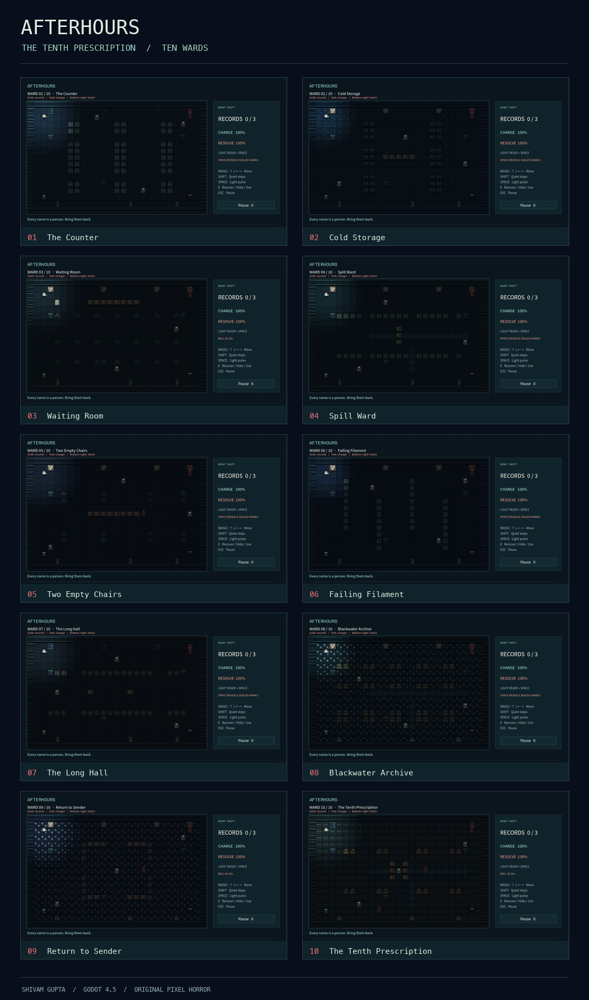 AFTERHOURS
THE TENTH PRESCRIPTION / TEN WARDS
AFTERHOURS
WARD 01 / 10 · The Counter
Gold: records / Teal: charger / Bottom-right: hatch
NIGHT SHIFT
RECORDS 0 / 3
CHARGE 100%
RESOLVE 100%
LIGHT READY • SPACE
SPACE REVEALS SEALED NAMES
WASD / ↑ ↓ ← → Move
SHIFT Quiet steps
SPACE Light pulse
E Recover / Hide / Use
ESC Pause
Pause II
Every name is a person. Bring them back.
01 The Counter
AFTERHOURS
WARD 02 / 10 · Cold Storage
Gold: records / Teal: charger / Bottom-right: hatch
NIGHT SHIFT
RECORDS 0 / 3
CHARGE 100%
RESOLVE 100%
LIGHT READY • SPACE
SPACE REVEALS SEALED NAMES
WASD / ↑ ↓ ← → Move
SHIFT Quiet steps
SPACE Light pulse
E Recover / Hide / Use
ESC Pause
Pause II
Every name is a person. Bring them back.
02 Cold Storage
AFTERHOURS
WARD 03 / 10 · Waiting Room
Gold: records / Teal: charger / Bottom-right: hatch
NIGHT SHIFT
RECORDS 0 / 3
CHARGE 100%
RESOLVE 100%
LIGHT READY • SPACE
BELL IN 10s
WASD / ↑ ↓ ← → Move
SHIFT Quiet steps
SPACE Light pulse
E Recover / Hide / Use
ESC Pause
Pause II
Every name is a person. Bring them back.
03 Waiting Room
AFTERHOURS
WARD 04 / 10 · Spill Ward
Gold: records / Teal: charger / Bottom-right: hatch
NIGHT SHIFT
RECORDS 0 / 3
CHARGE 100%
RESOLVE 100%
LIGHT READY • SPACE
SPACE REVEALS SEALED NAMES
WASD / ↑ ↓ ← → Move
SHIFT Quiet steps
SPACE Light pulse
E Recover / Hide / Use
ESC Pause
Pause II
Every name is a person. Bring them back.
04 Spill Ward
AFTERHOURS
WARD 05 / 10 · Two Empty Chairs
Gold: records / Teal: charger / Bottom-right: hatch
NIGHT SHIFT
RECORDS 0 / 3
CHARGE 100%
RESOLVE 100%
LIGHT READY • SPACE
SPACE REVEALS SEALED NAMES
WASD / ↑ ↓ ← → Move
SHIFT Quiet steps
SPACE Light pulse
E Recover / Hide / Use
ESC Pause
Pause II
Every name is a person. Bring them back.
05 Two Empty Chairs
AFTERHOURS
WARD 06 / 10 · Failing Filament
Gold: records / Teal: charger / Bottom-right: hatch
NIGHT SHIFT
RECORDS 0 / 3
CHARGE 100%
RESOLVE 100%
LIGHT READY • SPACE
SPACE REVEALS SEALED NAMES
WASD / ↑ ↓ ← → Move
SHIFT Quiet steps
SPACE Light pulse
E Recover / Hide / Use
ESC Pause
Pause II
Every name is a person. Bring them back.
06 Failing Filament
AFTERHOURS
WARD 07 / 10 · The Long Hall
Gold: records / Teal: charger / Bottom-right: hatch
NIGHT SHIFT
RECORDS 0 / 3
CHARGE 100%
RESOLVE 100%
LIGHT READY • SPACE
SPACE REVEALS SEALED NAMES
WASD / ↑ ↓ ← → Move
SHIFT Quiet steps
SPACE Light pulse
E Recover / Hide / Use
ESC Pause
Pause II
Every name is a person. Bring them back.
07 The Long Hall
AFTERHOURS
WARD 08 / 10 · Blackwater Archive
Gold: records / Teal: charger / Bottom-right: hatch
NIGHT SHIFT
RECORDS 0 / 3
CHARGE 100%
RESOLVE 100%
LIGHT READY • SPACE
SPACE REVEALS SEALED NAMES
WASD / ↑ ↓ ← → Move
SHIFT Quiet steps
SPACE Light pulse
E Recover / Hide / Use
ESC Pause
Pause II
Every name is a person. Bring them back.
08 Blackwater Archive
AFTERHOURS
WARD 09 / 10 · Return to Sender
Gold: records / Teal: charger / Bottom-right: hatch
NIGHT SHIFT
RECORDS 0 / 3
CHARGE 100%
RESOLVE 100%
LIGHT READY • SPACE
BELL IN 10s
WASD / ↑ ↓ ← → Move
SHIFT Quiet steps
SPACE Light pulse
E Recover / Hide / Use
ESC Pause
Pause II
Every name is a person. Bring them back.
09 Return to Sender
AFTERHOURS
WARD 10 / 10 · The Tenth Prescription
Gold: records / Teal: charger / Bottom-right: hatch
NIGHT SHIFT
RECORDS 0 / 3
CHARGE 100%
RESOLVE 100%
LIGHT READY • SPACE
BELL IN 10s
WASD / ↑ ↓ ← → Move
SHIFT Quiet steps
SPACE Light pulse
E Recover / Hide / Use
ESC Pause
Pause II
Every name is a person. Bring them back.
10 The Tenth Prescription
SHIVAM GUPTA / GODOT 4.5 / ORIGINAL PIXEL HORROR